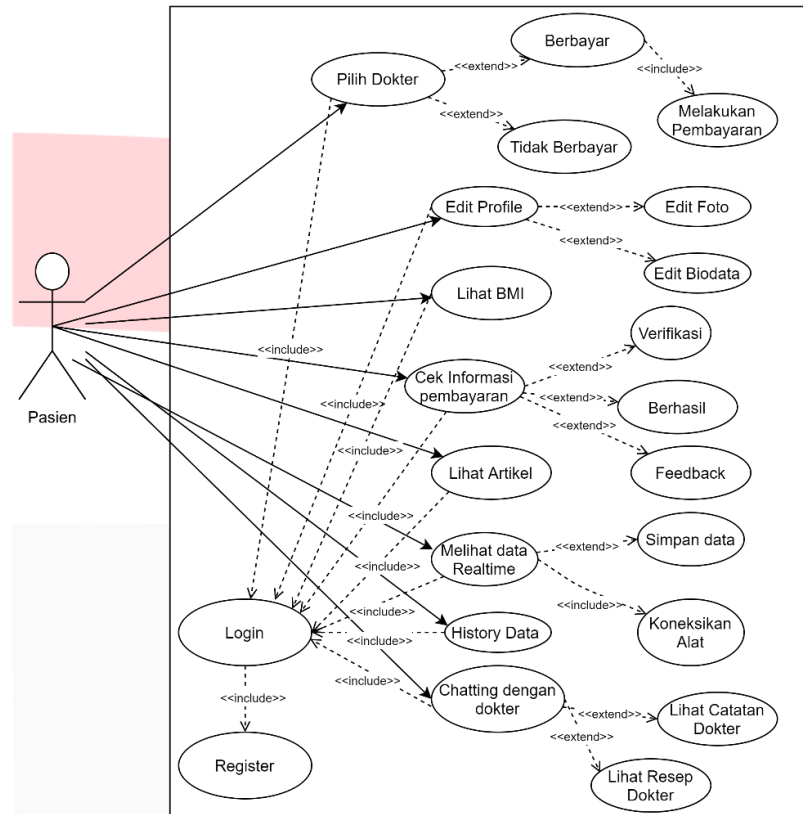 Berbayar
<<extend>>
<<include>>
Pilih Dokter
<<extend>>
Melakukan
Pembayaran
Tidak Berbayar
Edit Profile
<<extend>>
Edit Foto
<<extend>>
Edit Biodata
Lihat BMI
Verifikasi
<<include>>
<<extend>>
Cek Informasi
pembayaran
<<extend>>
Berhasil
<<include>>
<<extend>>
Pasien
<<include>>
Lihat Artikel
Feedback
Simpan data
Melihat data
Realtime
<<extend>>
<<include>>
<<include>>
Koneksikan
Alat
<<include>>
Login
History Data
<<include>>
<<include>>
Chatting dengan
dokter
<<include>>
Lihat Catatan
Dokter
<<extend>>
<<extend>>
Register
Lihat Resep
Dokter